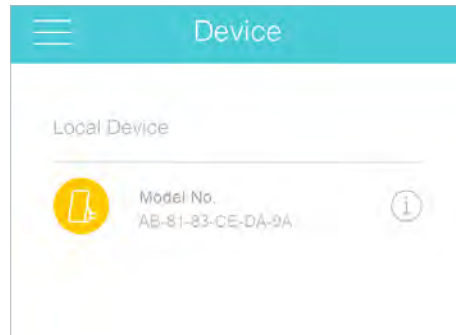 Device
Local Device
Model No.
AB-81-83-CE-DA-9A